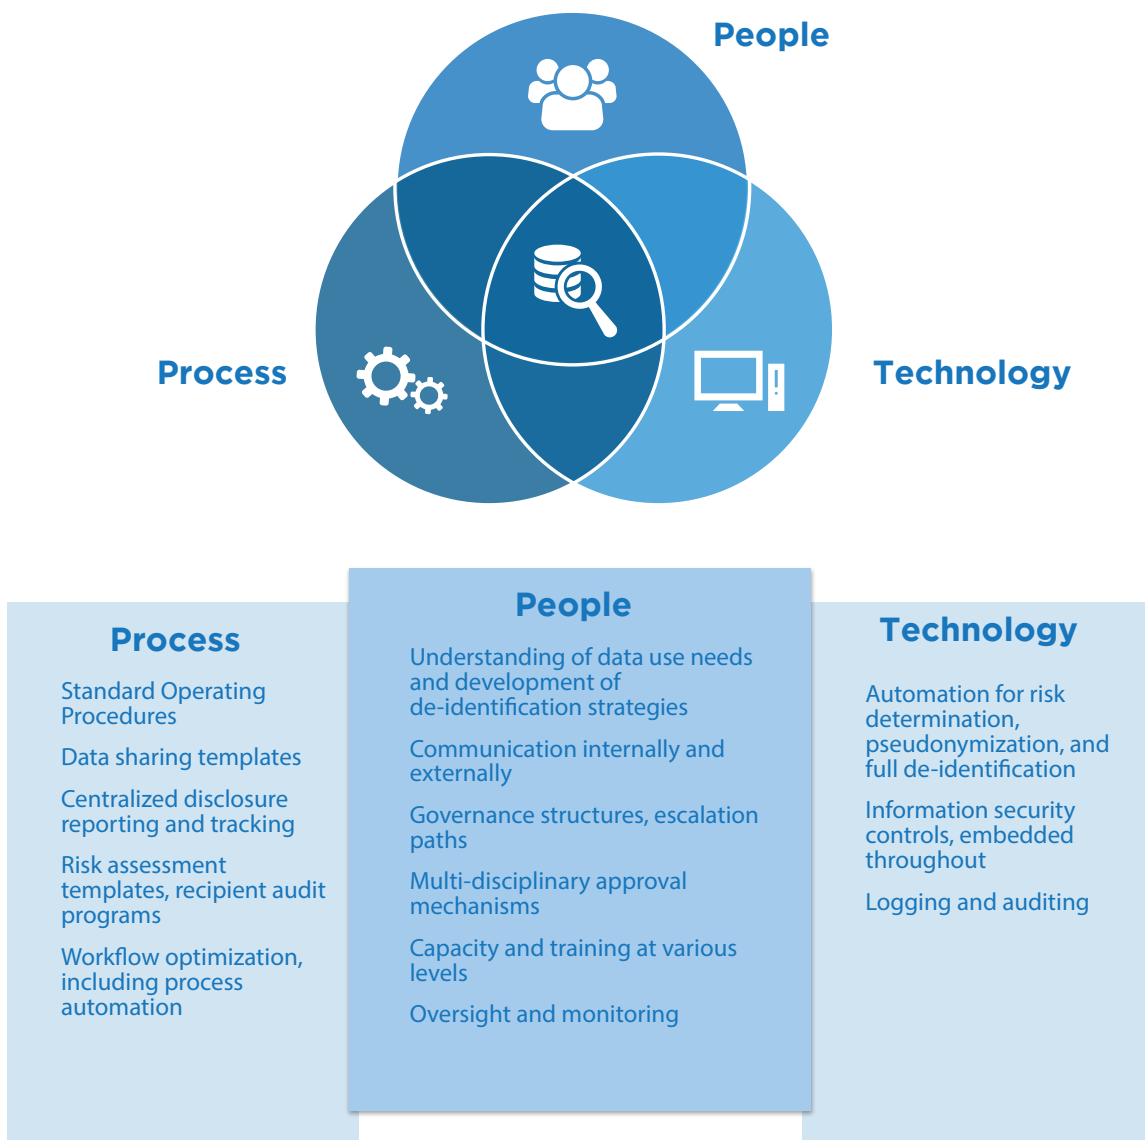 People
Process
Technology
Process
Standard Operating
Procedures
Data sharing templates
Centralized disclosure
reporting and tracking
Risk assessment
templates, recipient audit
programs
Workflow optimization,
including process
automation
People
Understanding of data use needs
and development of
de-identification strategies
Communication internally and
externally
Governance structures, escalation
paths
Multi-disciplinary approval
mechanisms
Capacity and training at various
levels
Oversight and monitoring
Technology
Automation for risk
determination,
pseudonymization, and
full de-identification
Information security
controls, embedded
throughout
Logging and auditing